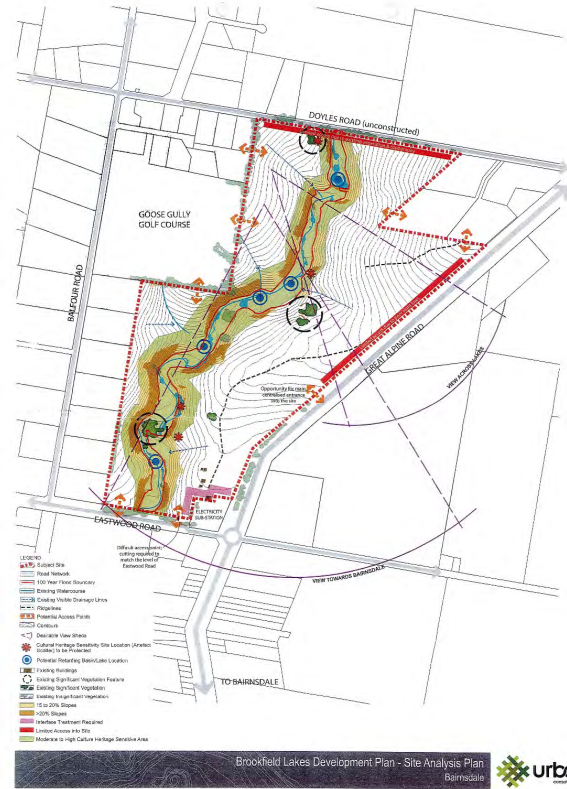 DOYLES ROAD (unconstructed)
GOOSE GULLY
GOLF COURSE
BALFOUR ROAD
GREAT ALPINE ROAD
VIEW ACROSS LAKES
Opportunity for main
centralised entrance
into the site
ELECTRICITY
SUB-STATION
EASTWOOD ROAD
Difficult access point,
cutting required to
match the level of
Eastwood Road
VIEW TOWARDS BAIRNSDALE
TO BAIRNSDALE
LEGEND
Subject Site
Road Network
100 Year Flood Boundary
Existing Watercourse
Existing Visible Drainage Lines
Ridgelines
Potential Access Points
Contours
Desirable View Sheds
Cultural Heritage Sensitivity Site Location (Artefact
Scatter) to be Protected
Potential Retarding Basin/Lake Location
Existing Buildings
Existing Significant Vegetation Feature
Existing Significant Vegetation
Existing Insignificant Vegetation
15 to 20% Slopes
>20% Slopes
Interface Treatment Required
Limited Access into Site
Moderate to High Culture Heritage Sensitive Area
Brookfield Lakes Development Plan - Site Analysis Plan
Bairnsdale
urb